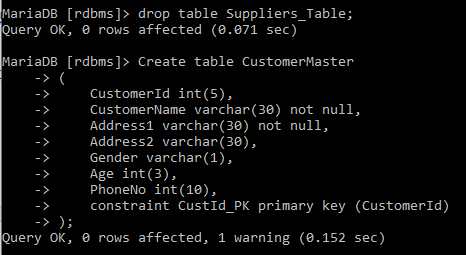 MariaDB [rdbms]> drop table Suppliers_Table;
Query OK, 0 rows affected (0.071 sec)
MariaDB [rdbms]> Create table CustomerMaster
-> (
-> CustomerId int(5),
-> CustomerName varchar(30) not null,
-> Address1 varchar(30) not null,
-> Address2 varchar(30),
-> Gender varchar(1),
-> Age int(3),
-> PhoneNo int(10),
-> constraint CustId_PK primary key (CustomerId)
-> );
Query OK, 0 rows affected, 1 warning (0.152 sec)